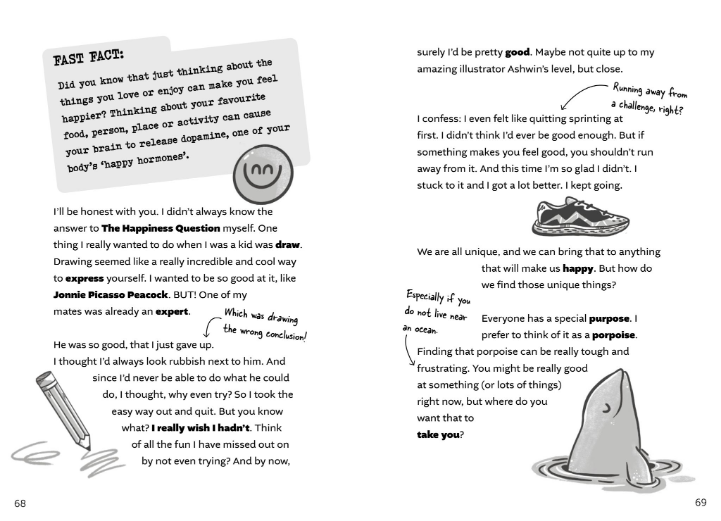 FAST FACT:
Did you know that just thinking about the
things you love or enjoy can make you feel
happier? Thinking about your favourite
food, person, place or activity can cause
your brain to release dopamine, one of your
body's 'happy hormones'.
I'll be honest with you. I didn't always know the
answer to The Happiness Question myself. One
thing I really wanted to do when I was a kid was draw.
Drawing seemed like a really incredible and cool way
to express yourself. I wanted to be so good at it, like
Jonnie Picasso Peacock. BUT! One of my
mates was already an expert.
Which was drawing
the wrong conclusion!
He was so good, that I just gave up.
I thought I'd always look rubbish next to him. And
since I'd never be able to do what he could
do, I thought, why even try? So I took the
easy way out and quit. But you know
what? I really wish I hadn't. Think
of all the fun I have missed out on
by not even trying? And by now,
68
surely I'd be pretty good. Maybe not quite up to my
amazing illustrator Ashwin's level, but close.
Running away from
a challenge, right?
I confess: I even felt like quitting sprinting at
first. I didn't think I'd ever be good enough. But if
something makes you feel good, you shouldn't run
away from it. And this time I'm so glad I didn't. I
stuck to it and I got a lot better. I kept going.
We are all unique, and we can bring that to anything
that will make us happy. But how do
we find those unique things?
Especially if you
do not live near
an ocean.
Everyone has a special purpose. I
prefer to think of it as a porpoise.
Finding that porpoise can be really tough and
frustrating. You might be really good
at something (or lots of things)
right now, but where do you
want that to
take you?
69